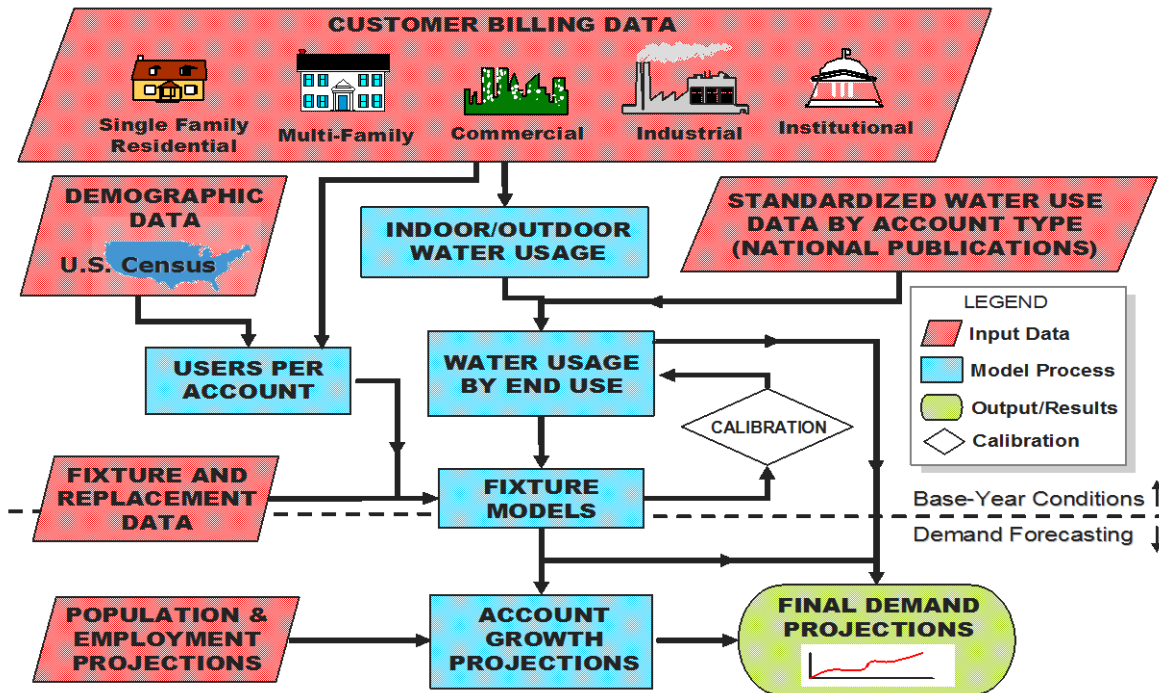 CUSTOMER BILLING DATA
Single Family
Residential
Multi-Family
Commercial
Industrial
Institutional
DEMOGRAPHIC
DATA
U.S. Census
INDOOR/OUTDOOR
WATER USAGE
STANDARDIZED WATER USE
DATA BY ACCOUNT TYPE
(NATIONAL PUBLICATIONS)
LEGEND
Input Data
Model Process
Output/Results
Calibration
USERS PER
ACCOUNT
WATER USAGE
BY END USE
CALIBRATION
FIXTURE AND
REPLACEMENT
DATA
FIXTURE
MODELS
Base-Year Conditions
Demand Forecasting
POPULATION &
EMPLOYMENT
PROJECTIONS
ACCOUNT
GROWTH
PROJECTIONS
FINAL DEMAND
PROJECTIONS